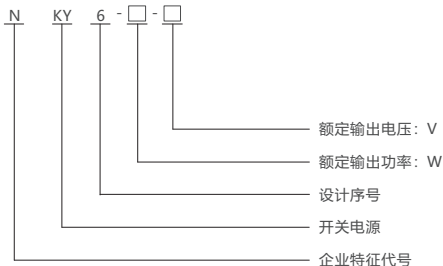 N KY 6 - □ - □
额定输出电压：V
额定输出功率：W
设计序号
开关电源
企业特征代号